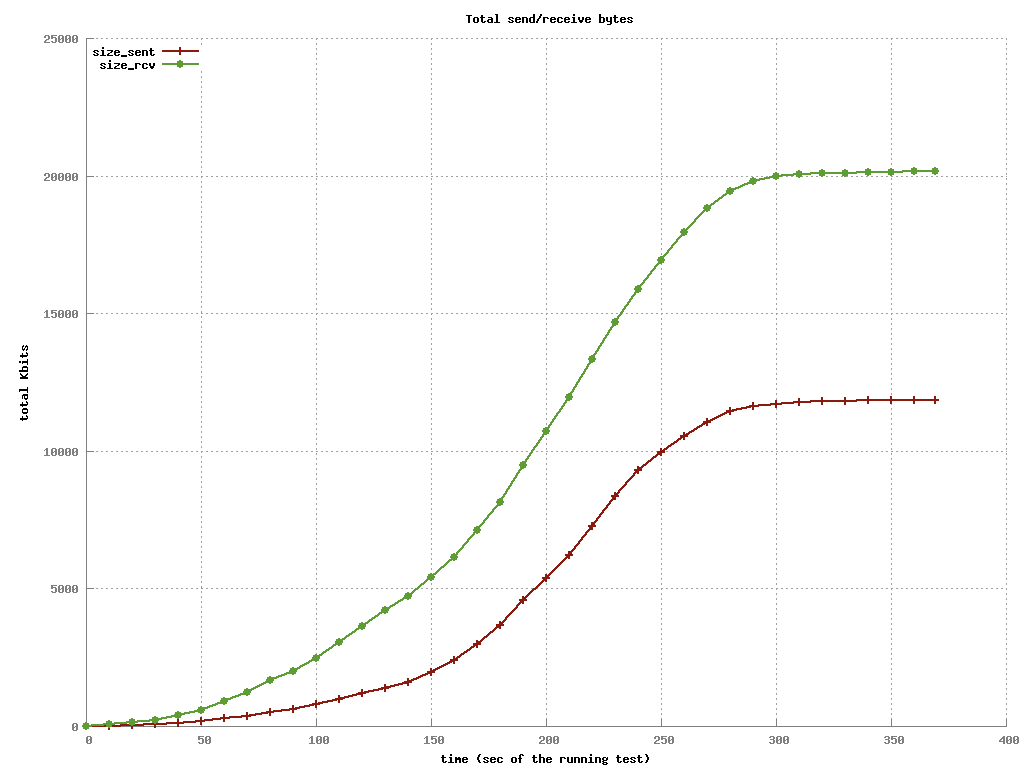 Total send/receive bytes
25000
size_sent
size_rcv
20000
15000
total Kbits
10000
5000
0
0 50 100 150 200 250 300 350 400
time (sec of the running test)